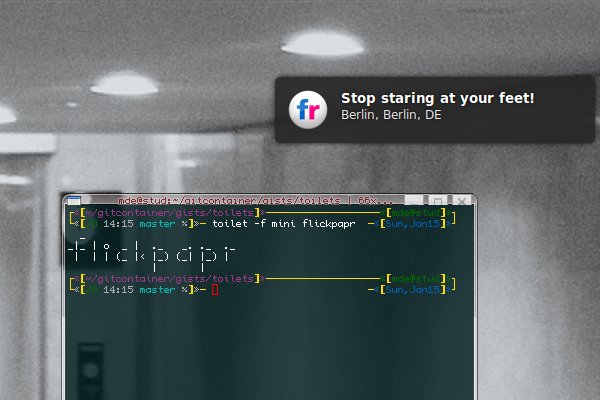 fr
Stop staring at your feet!
Berlin, Berlin, DE
mde@stud:~/gitcontainer/gists/toilets | 66x...
«[~/gitcontainer/gists/toilets]» [mde@stud]
«[ 14:15 master %]»~ toilet -f mini flickpapr ~«[Sun,Jan15]»
flickpapr
«[~/gitcontainer/gists/toilets]» [mde@stud]
«[ 14:15 master %]»~ ~«[Sun,Jan15]»